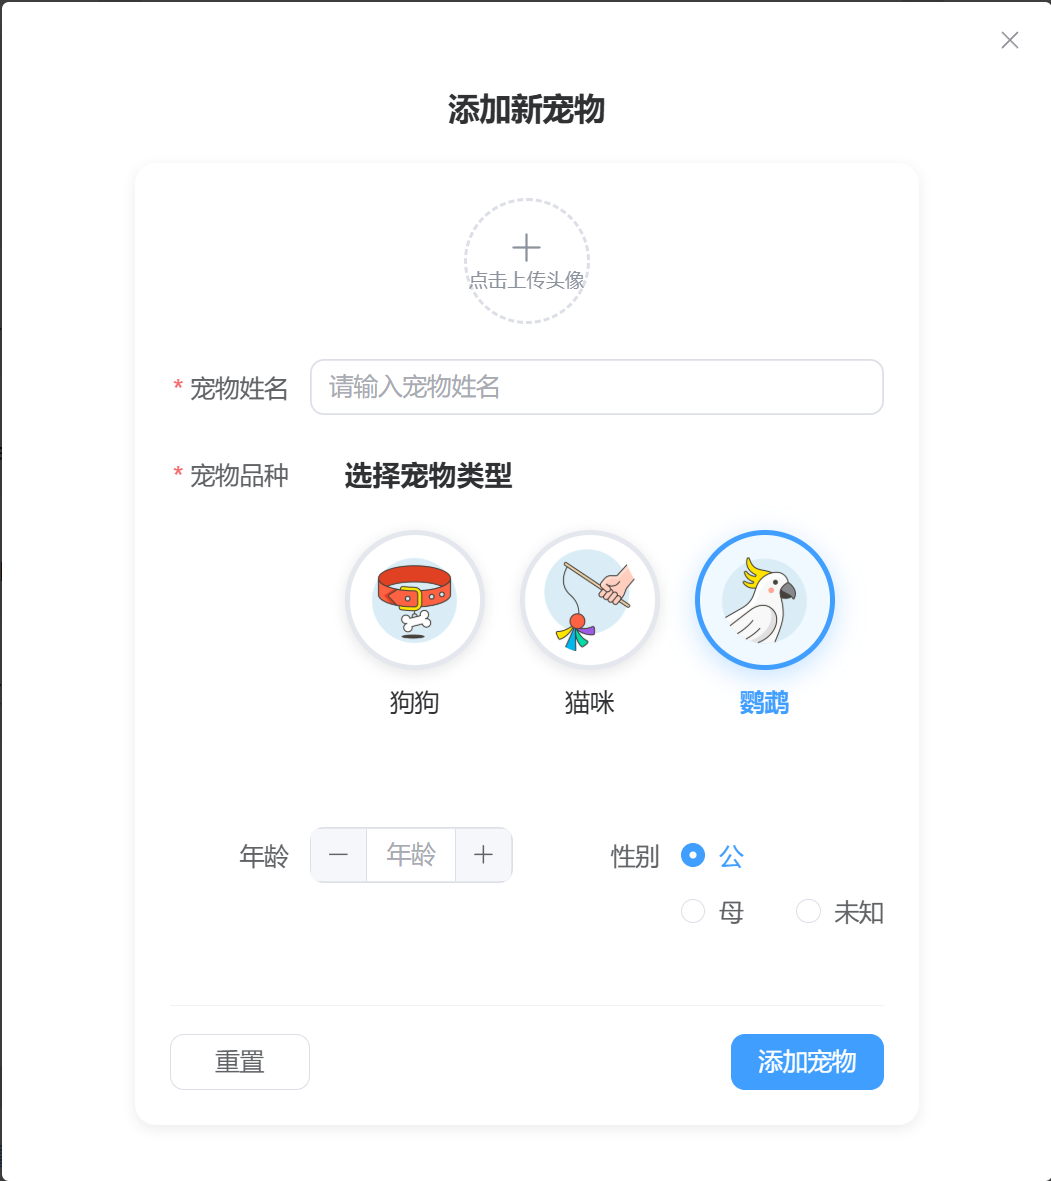 添加新宠物
点击上传头像
* 宠物姓名 请输入宠物姓名
* 宠物品种 选择宠物类型
狗狗 猫咪 鹦鹉
年龄 年龄 性别 公
母 未知
重置 添加宠物